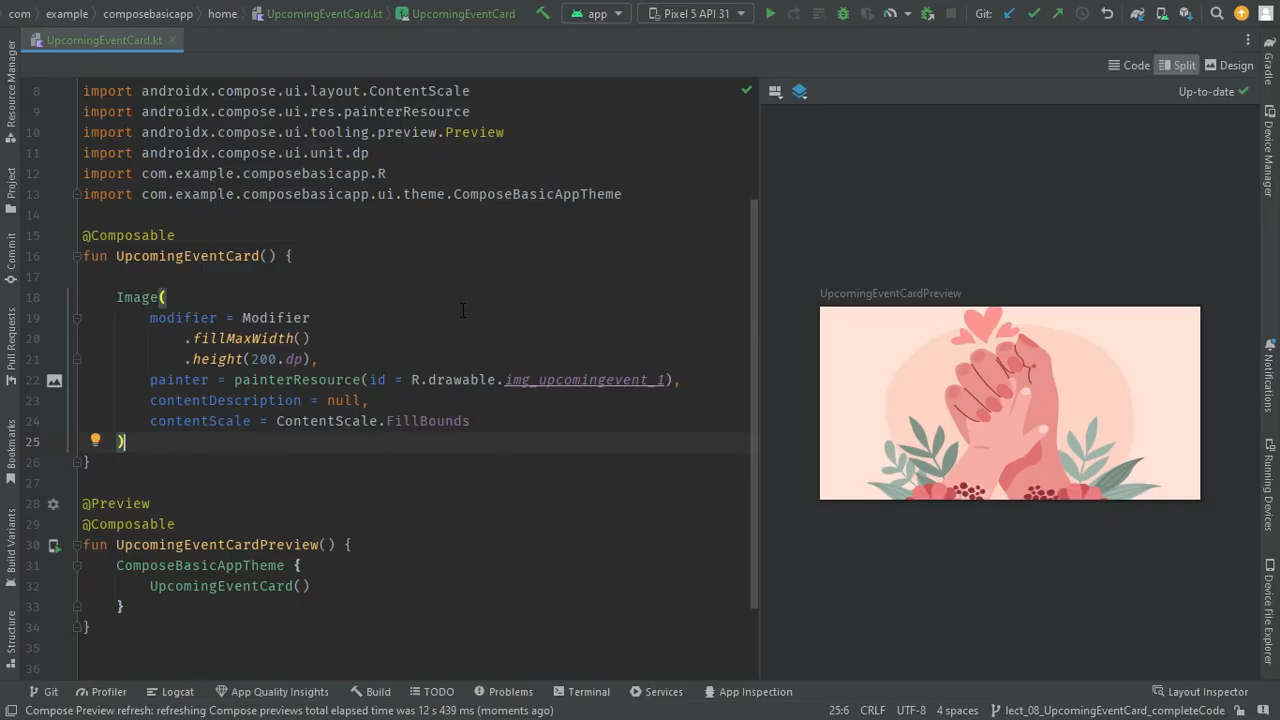 com example composebasicapp home UpcomingEventCard.kt UpcomingEventCard app Pixel 5 API 31 Git:
UpcomingEventCard.kt
Code Split Design
Up-to-date
8 import androidx.compose.ui.layout.ContentScale
9 import androidx.compose.ui.res.painterResource
10 import androidx.compose.ui.tooling.preview.Preview
11 import androidx.compose.ui.unit.dp
12 import com.example.composebasicapp.R
13 import com.example.composebasicapp.ui.theme.ComposeBasicAppTheme
14
15 @Composable
16 fun UpcomingEventCard() {
17
18 Image(
19 modifier = Modifier
20 .fillMaxWidth()
21 .height(200.dp),
22 painter = painterResource(id = R.drawable.img_upcomingevent_1),
23 contentDescription = null,
24 contentScale = ContentScale.FillBounds
25 )
26 }
27
28 @Preview
29 @Composable
30 fun UpcomingEventCardPreview() {
31 ComposeBasicAppTheme {
32 UpcomingEventCard()
33 }
34 }
35
36
UpcomingEventCardPreview
Resource Manager
Project
Commit
Pull Requests
Bookmarks
Build Variants
Structure
Gradle
Device Manager
Notifications
Running Devices
Device File Explorer
Git Profiler Logcat App Quality Insights Build TODO Problems Terminal Services App Inspection Layout Inspector
Compose Preview refresh: refreshing Compose previews total elapsed time was 12 s 439 ms (moments ago) 25:6 CRLF UTF-8 4 spaces lect_08_UpcomingEventCard_completeCode